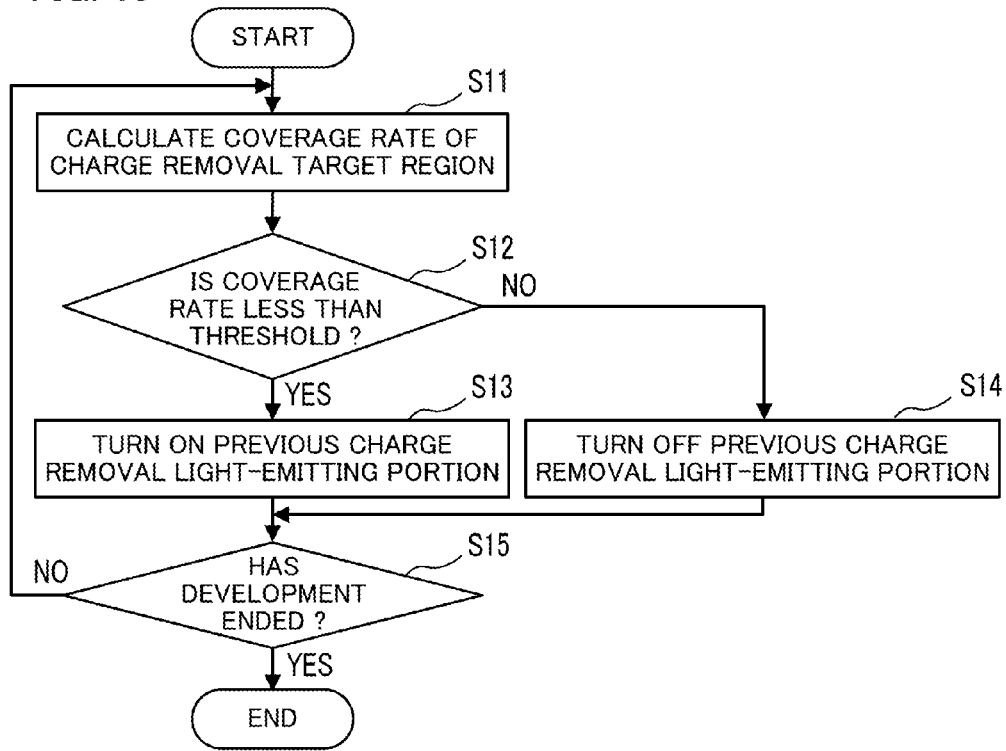 START
S11
CALCULATE COVERAGE RATE OF
CHARGE REMOVAL TARGET REGION
S12
IS COVERAGE
RATE LESS THAN
THRESHOLD ?
NO
YES
S13
TURN ON PREVIOUS CHARGE
REMOVAL LIGHT-EMITTING PORTION
S14
TURN OFF PREVIOUS CHARGE
REMOVAL LIGHT-EMITTING PORTION
S15
HAS
DEVELOPMENT
ENDED ?
NO
YES
END